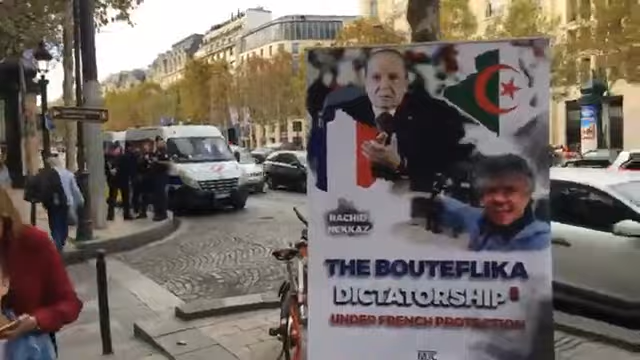 RACHID
NEKKAZ
THE BOUTEFLIKA
DICTATORSHIP
UNDER FRENCH PROTECTION